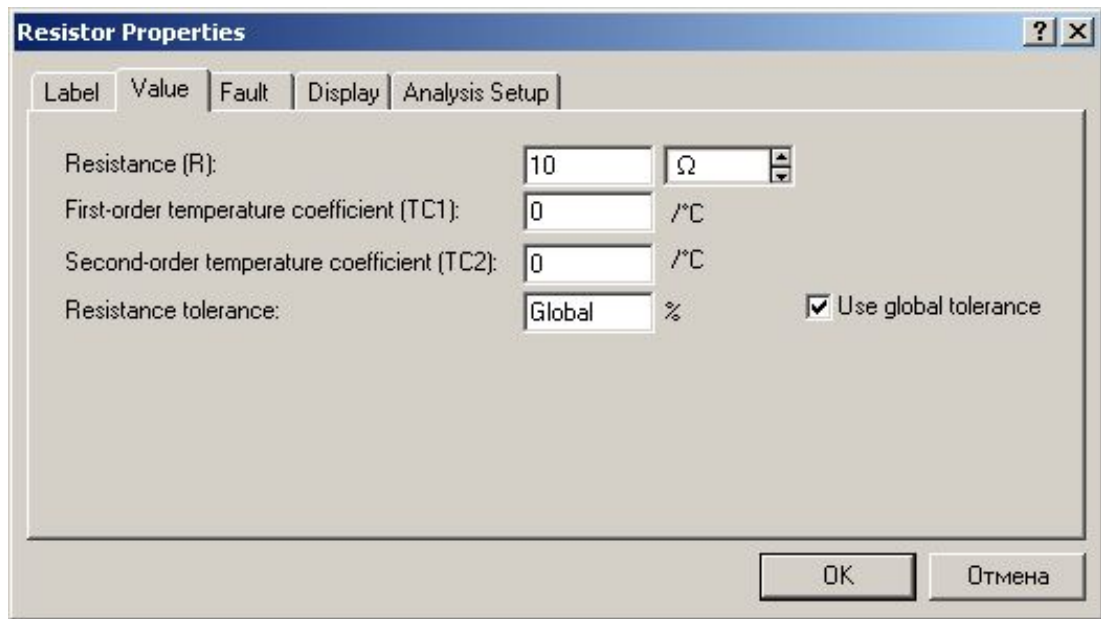 Resistor Properties
Label Value Fault Display Analysis Setup
Resistance (R): 10 Ω
First-order temperature coefficient (TC1): 0 /°C
Second-order temperature coefficient (TC2): 0 /°C
Resistance tolerance: Global % Use global tolerance
OK Отмена